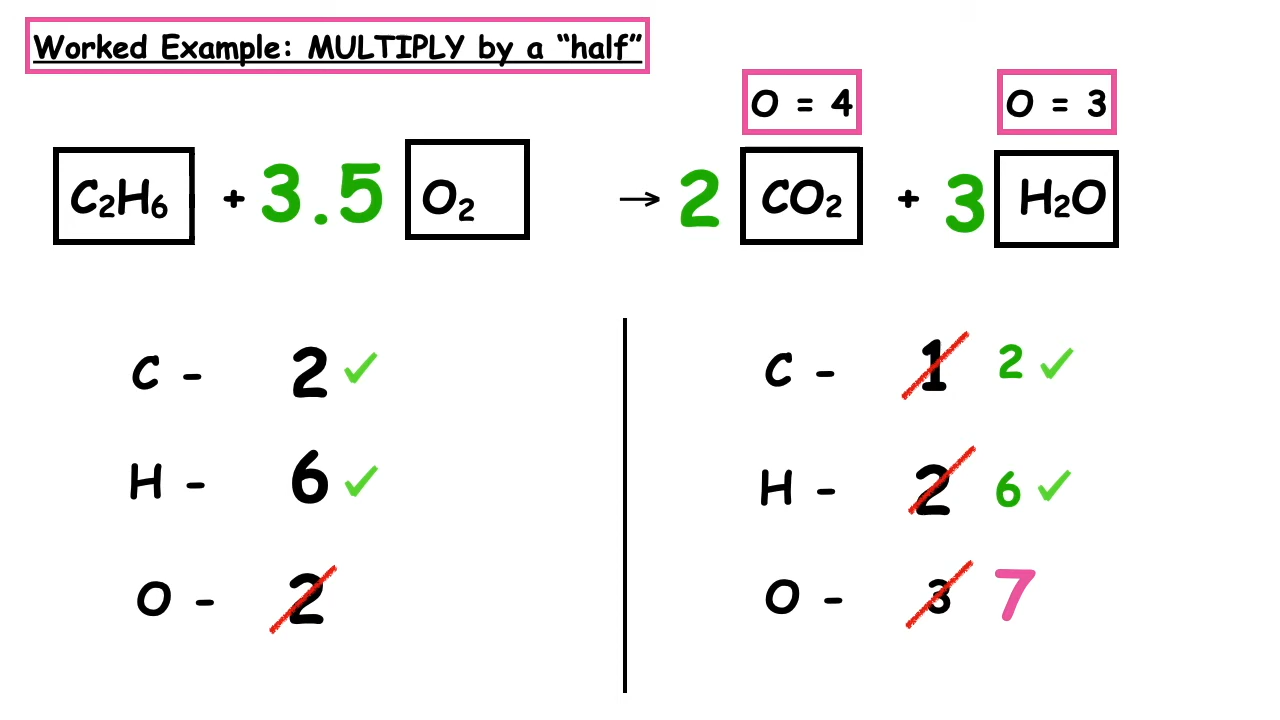 Worked Example: MULTIPLY by a “half”
O = 4 O = 3
C₂H₆ + 3.5 O₂ → 2 CO₂ + 3 H₂O
C - 2 ✓ C - 1 2 ✓
H - 6 ✓ H - 2 6 ✓
O - 2 O - 3 7